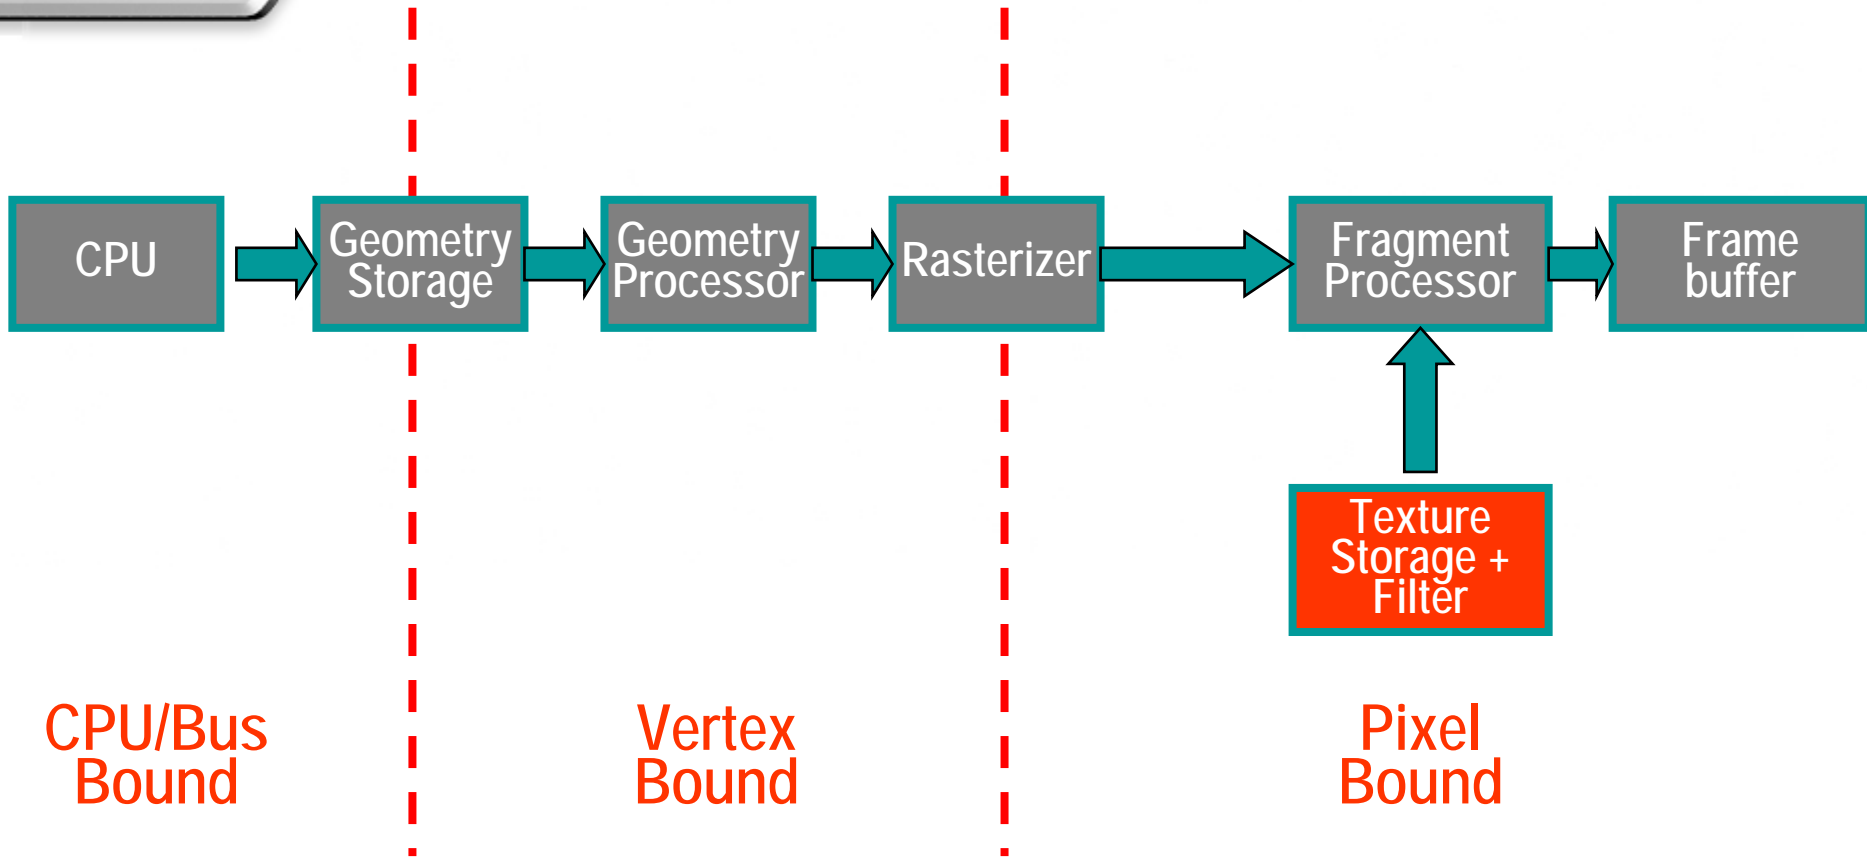 CPU
Geometry
Storage
Geometry
Processor
Rasterizer
Fragment
Processor
Frame
buffer
Texture
Storage +
Filter
CPU/Bus
Bound
Vertex
Bound
Pixel
Bound